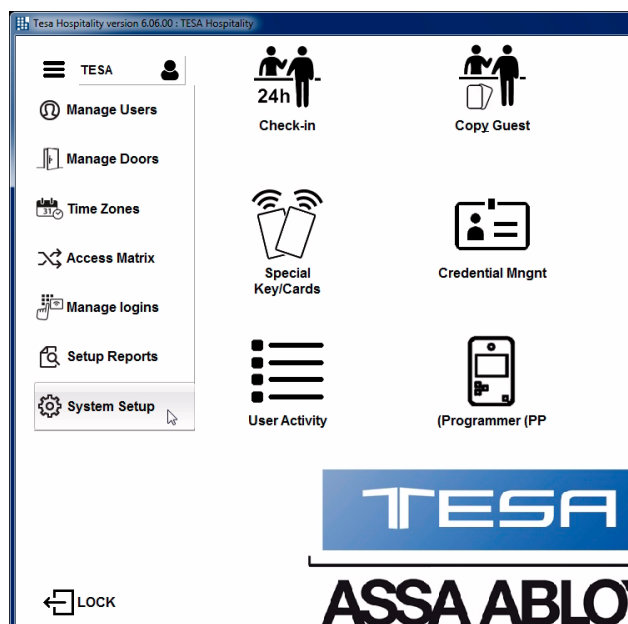 Tesa Hospitality version 6.06.00 : TESA Hospitality
TESA
Manage Users
Manage Doors
31
Time Zones
Access Matrix
Manage logins
Setup Reports
System Setup
LOCK
24h
Check-in
Copy Guest
Special
Key/Cards
Credential Mngnt
User Activity
(Programmer (PP
TESA
ASSA ABLOY